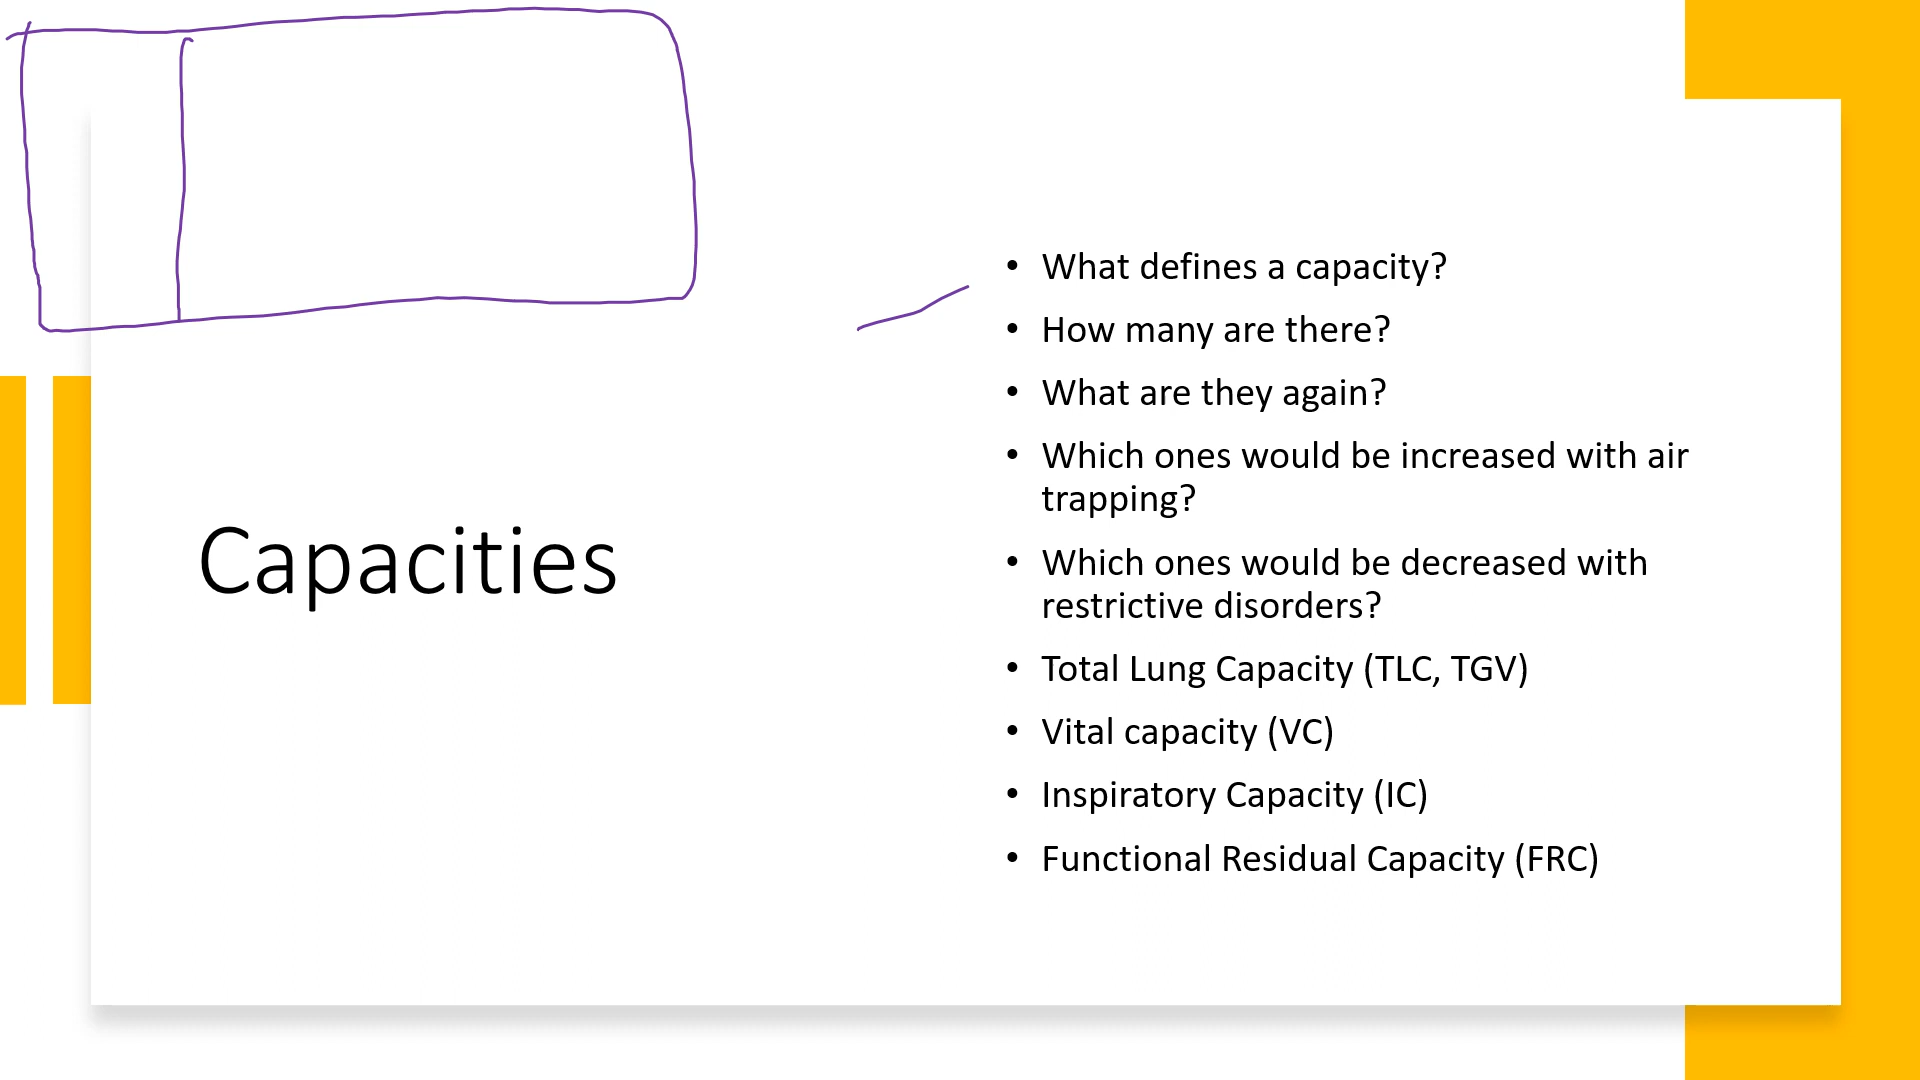 Capacities
• What defines a capacity?
• How many are there?
• What are they again?
• Which ones would be increased with air
trapping?
• Which ones would be decreased with
restrictive disorders?
• Total Lung Capacity (TLC, TGV)
• Vital capacity (VC)
• Inspiratory Capacity (IC)
• Functional Residual Capacity (FRC)